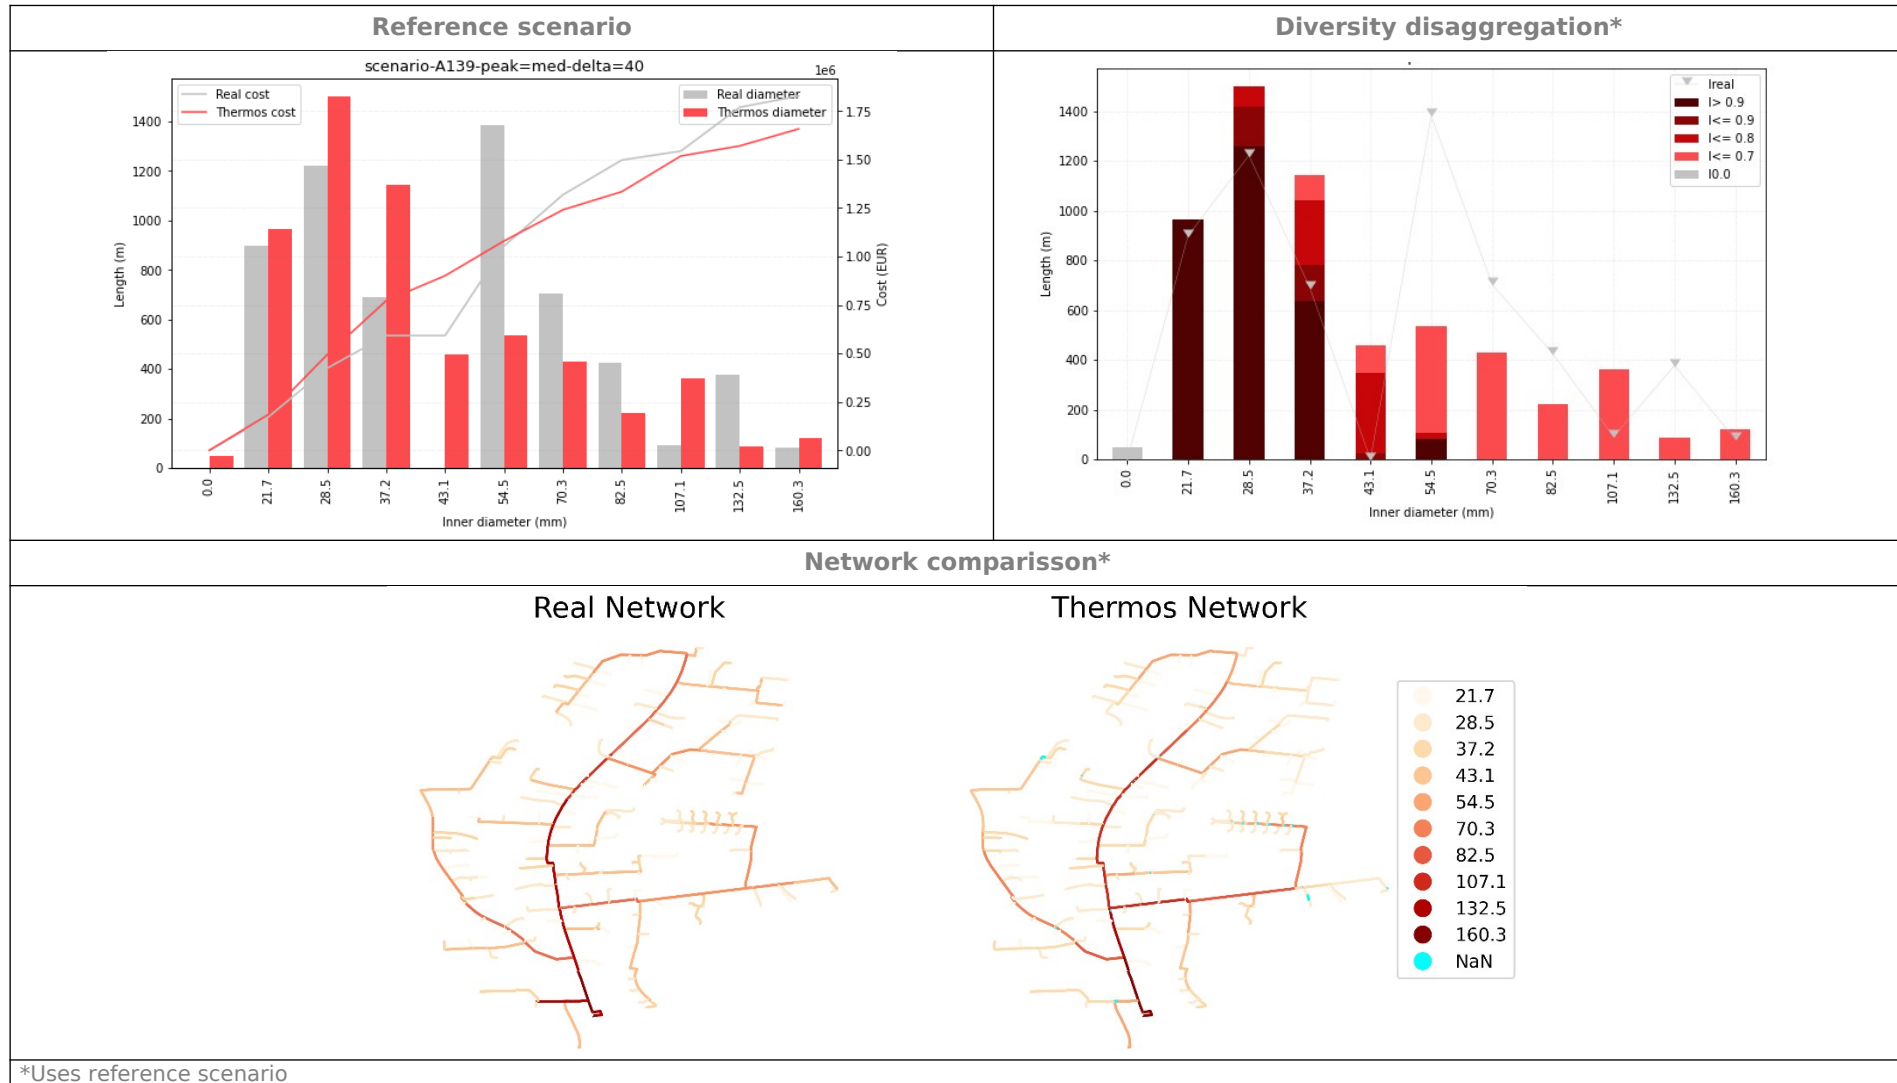 Reference scenario
Diversity disaggregation*
scenario-A139-peak=med-delta=40
1e6
Real cost
Thermos cost
Real diameter
Thermos diameter
Length (m)
1400
1200
1000
800
600
400
200
0
Cost (EUR)
1.75
1.50
1.25
1.00
0.75
0.50
0.25
0.00
0.0
21.7
28.5
37.2
43.1
54.5
70.3
82.5
107.1
132.5
160.3
Inner diameter (mm)
Ireal
I> 0.9
I<= 0.9
I<= 0.8
I<= 0.7
I0.0
Length (m)
1400
1200
1000
800
600
400
200
0
0.0
21.7
28.5
37.2
43.1
54.5
70.3
82.5
107.1
132.5
160.3
Inner diameter (mm)
Network comparisson*
Real Network
Thermos Network
21.7
28.5
37.2
43.1
54.5
70.3
82.5
107.1
132.5
160.3
NaN
*Uses reference scenario